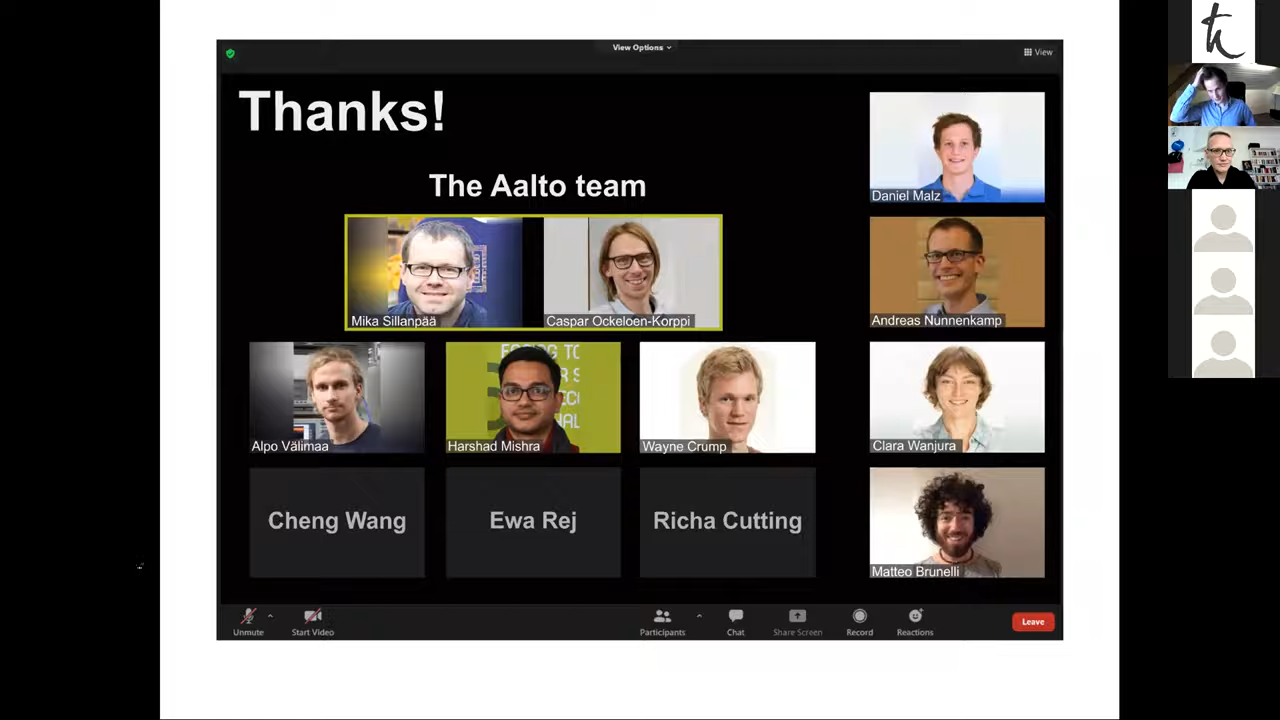 View Options
View
Thanks!
The Aalto team
Daniel Malz
Mika Sillanpää
Caspar Ockeloen-Korppi
Andreas Nunnenkamp
Alpo Välimaa
Harshad Mishra
Wayne Crump
Clara Wanjura
Cheng Wang
Ewa Rej
Richa Cutting
Matteo Brunelli
Unmute
Start Video
Participants
Chat
Share Screen
Record
Reactions
Leave